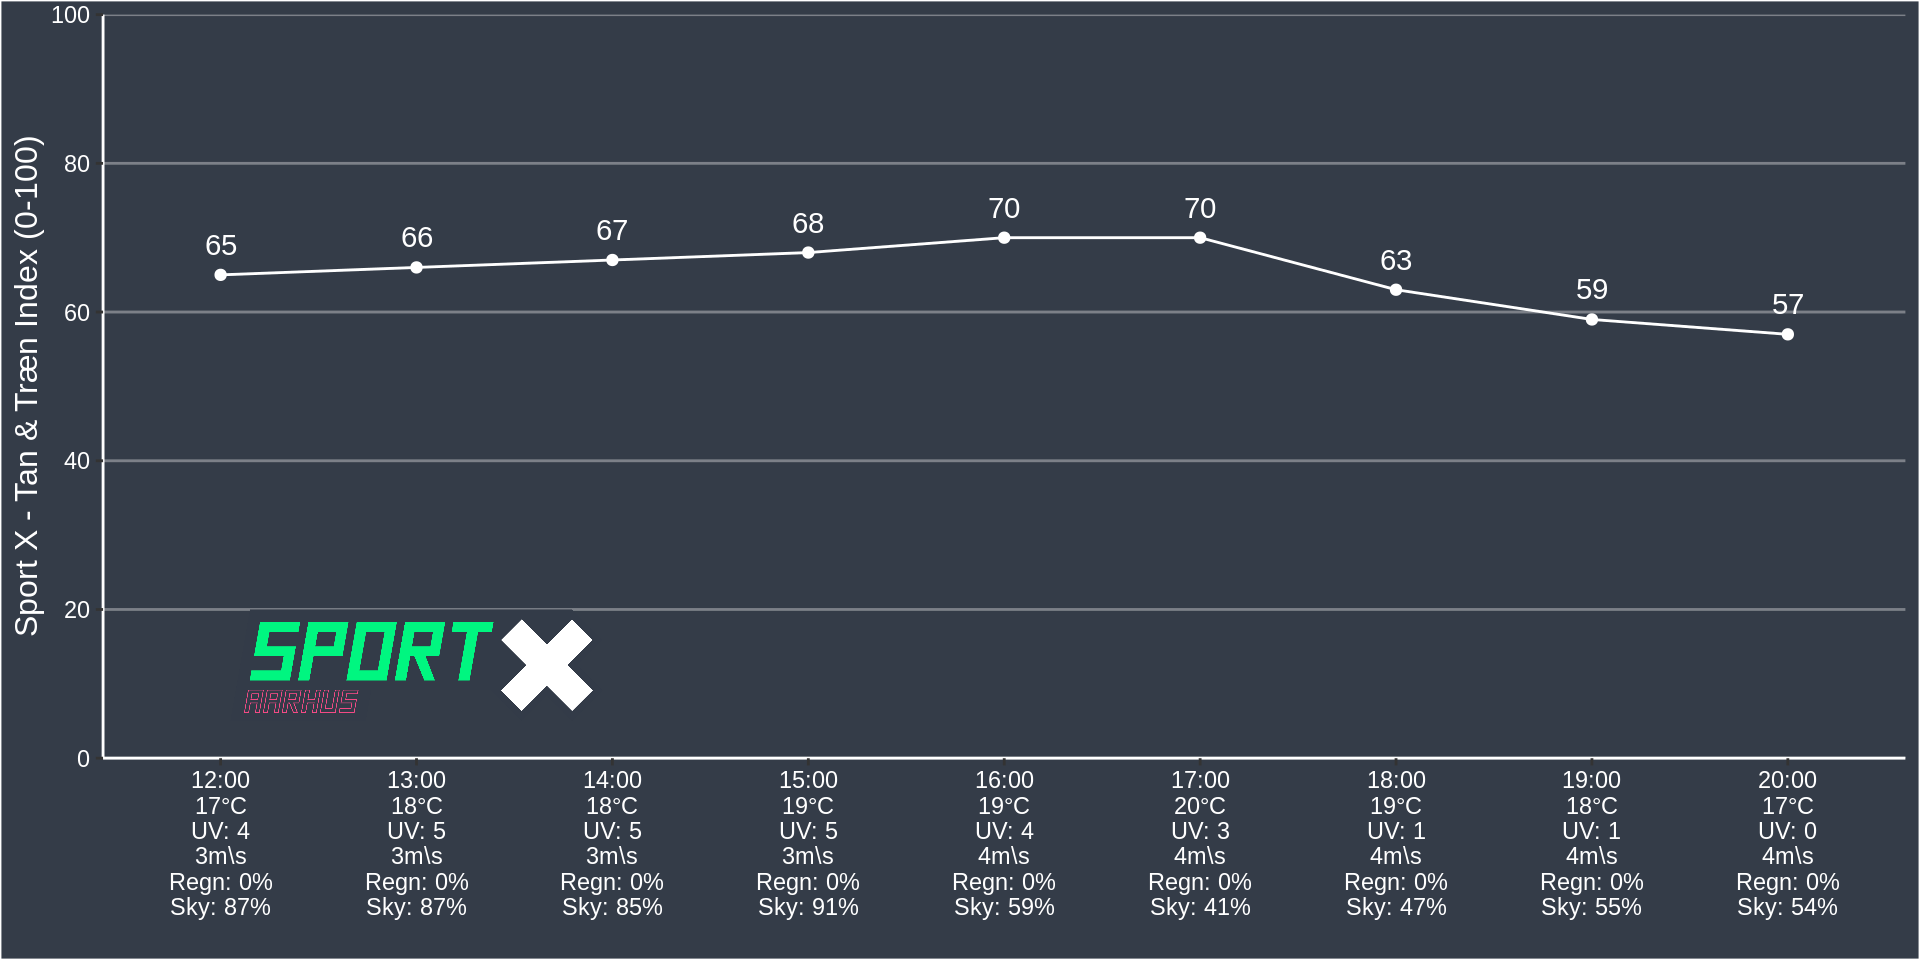 Sport X - Tan & Træn Index (0-100)
100
80
60
40
20
0
65 66 67 68 70 70 63 59 57
SPORT X
AARHUS
12:00 13:00 14:00 15:00 16:00 17:00 18:00 19:00 20:00
17°C 18°C 18°C 19°C 19°C 20°C 19°C 18°C 17°C
UV: 4 UV: 5 UV: 5 UV: 5 UV: 4 UV: 3 UV: 1 UV: 1 UV: 0
3m\s 3m\s 3m\s 3m\s 4m\s 4m\s 4m\s 4m\s 4m\s
Regn: 0% Regn: 0% Regn: 0% Regn: 0% Regn: 0% Regn: 0% Regn: 0% Regn: 0% Regn: 0%
Sky: 87% Sky: 87% Sky: 85% Sky: 91% Sky: 59% Sky: 41% Sky: 47% Sky: 55% Sky: 54%